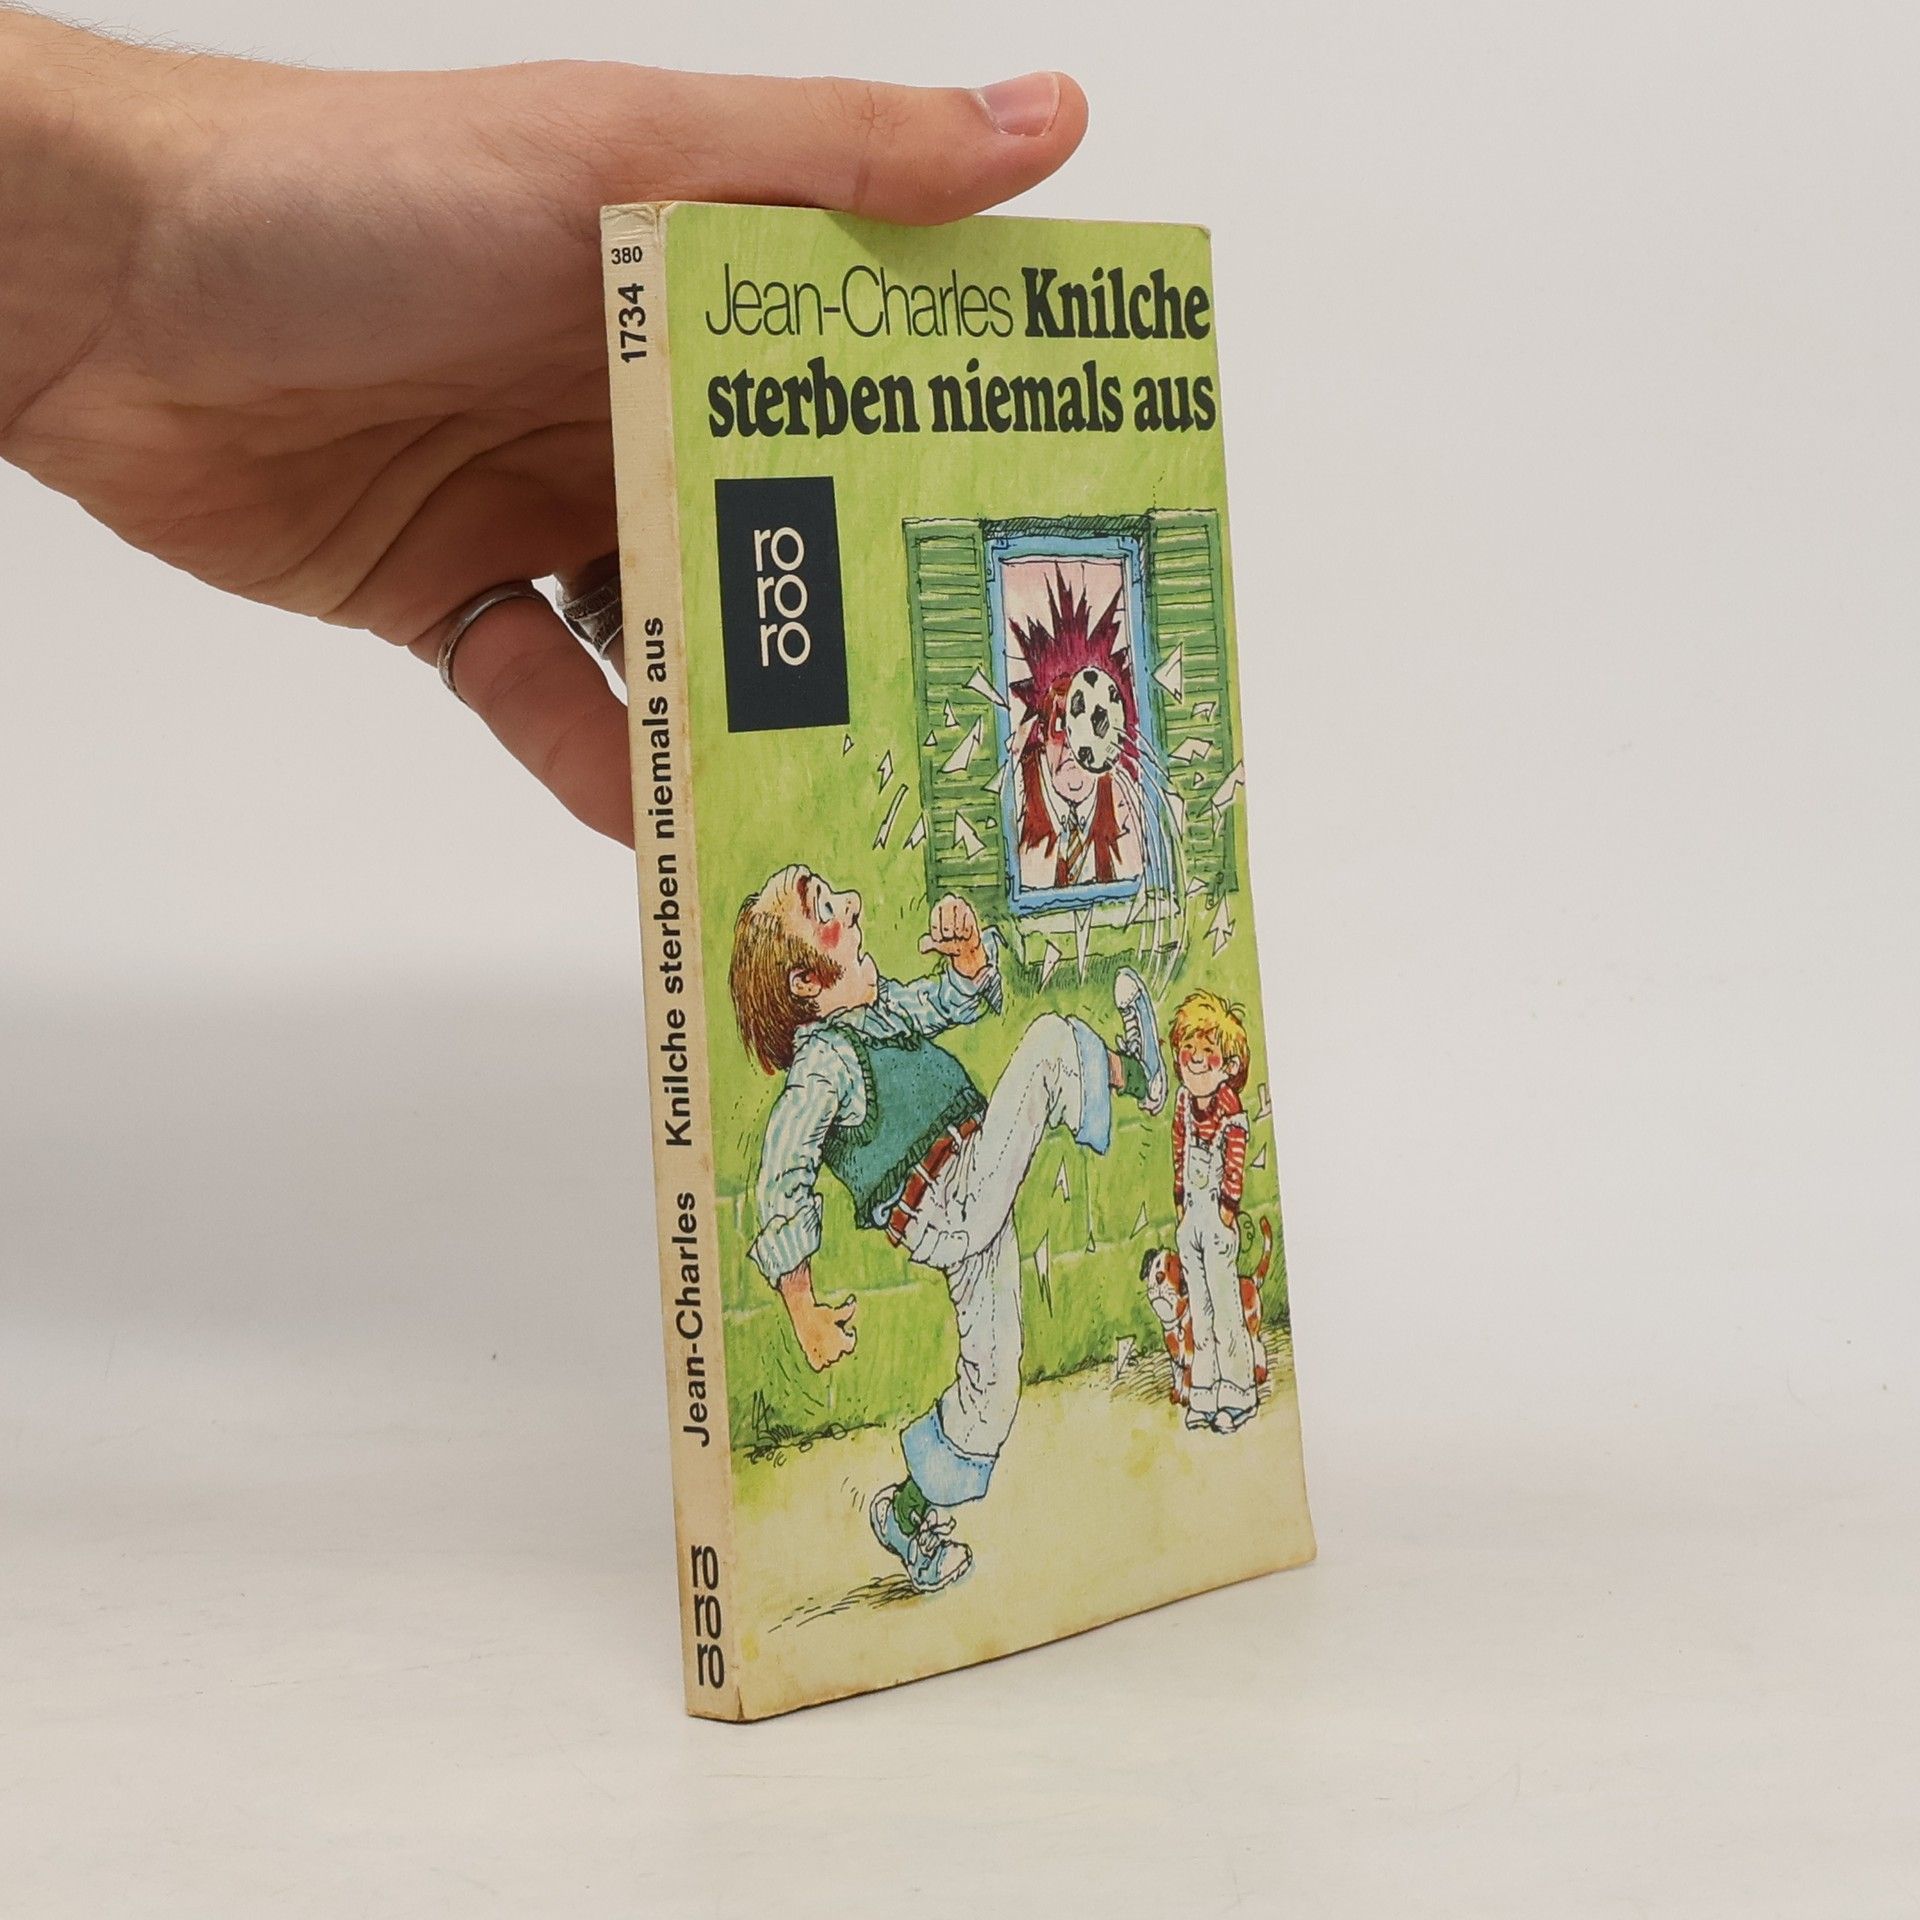 380
1734
Jean-Charles Knilche sterben niemals aus
ro
ro
ro
Jean-Charles Knilche
sterben niemals aus
ro
ro
ro